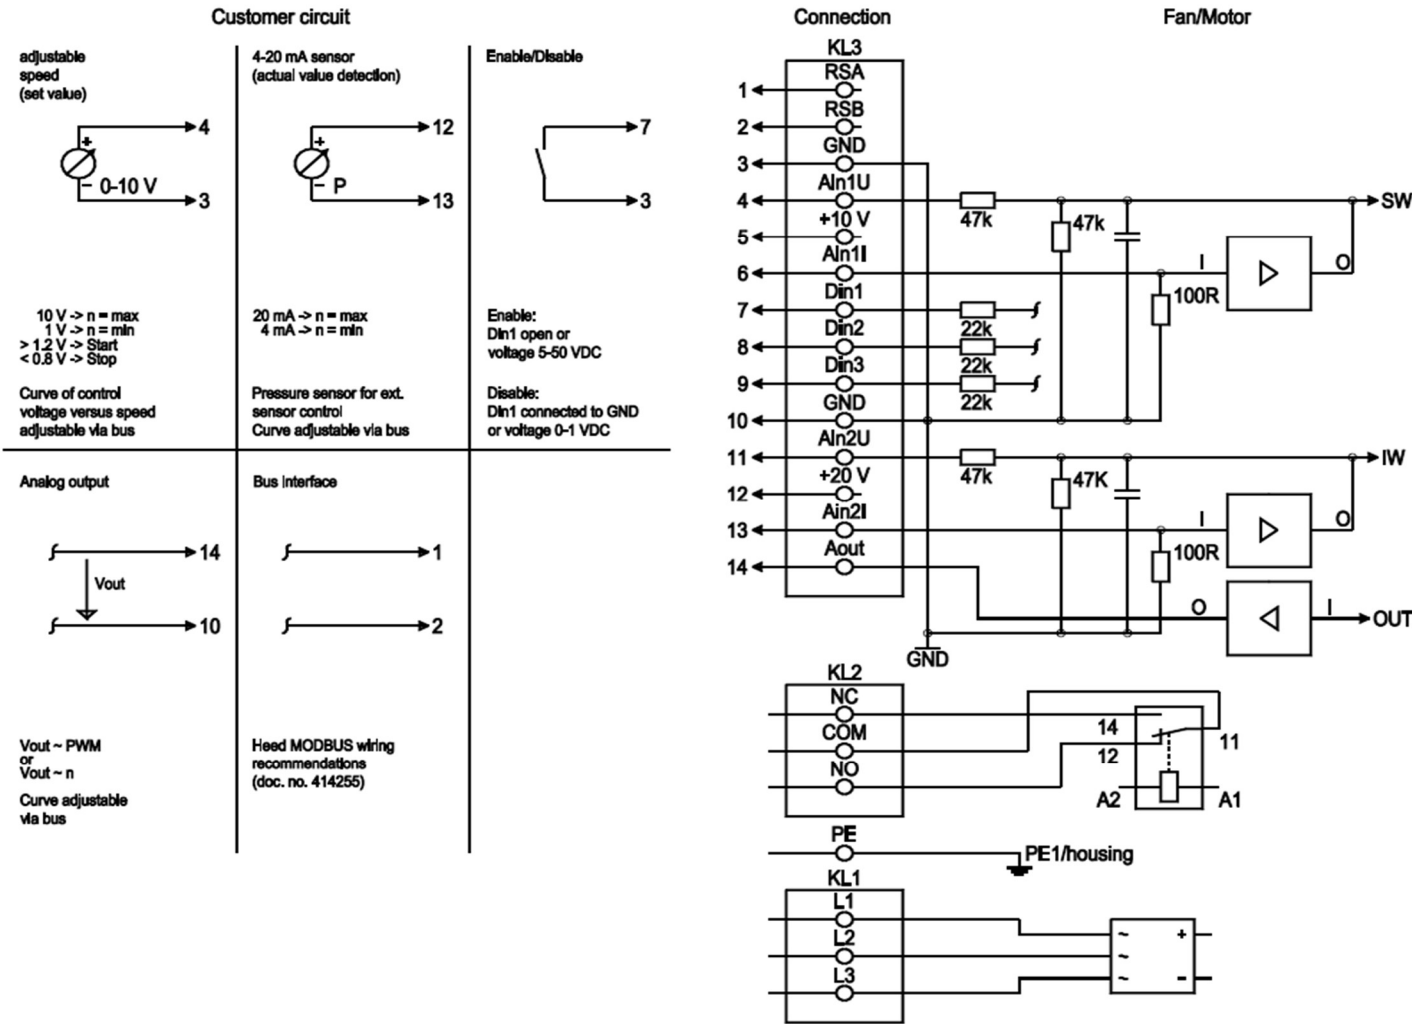 Customer circuit
adjustable
speed
(set value)
+
4
− 0-10 V
3
10 V -> n = max
1 V -> n = min
> 1.2 V -> Start
< 0.8 V -> Stop
Curve of control
voltage versus speed
adjustable via bus
4-20 mA sensor
(actual value detection)
+
12
− P
13
20 mA -> n = max
4 mA -> n = min
Pressure sensor for ext.
sensor control
Curve adjustable via bus
Enable/Disable
7
3
Enable:
Din1 open or
voltage 5-50 VDC
Disable:
Din1 connected to GND
or voltage 0-1 VDC
Analog output
14
Vout
10
Vout ~ PWM
or
Vout ~ n
Curve adjustable
via bus
Bus interface
1
2
Heed MODBUS wiring
recommendations
(doc. no. 414255)
Connection
Fan/Motor
KL3
RSA
1
RSB
2
GND
3
AIn1U
4
47k
47k
SW
+10 V
5
AIn1I
6
I
O
100R
Din1
7
22k
Din2
8
22k
Din3
9
22k
GND
10
AIn2U
11
47k
47K
IW
+20 V
12
Ain2I
13
I
O
100R
Aout
14
O
I
OUT
GND
KL2
NC
COM
NO
14
12
11
A2
A1
PE
PE1/housing
KL1
L1
~
+
L2
~
L3
~
−